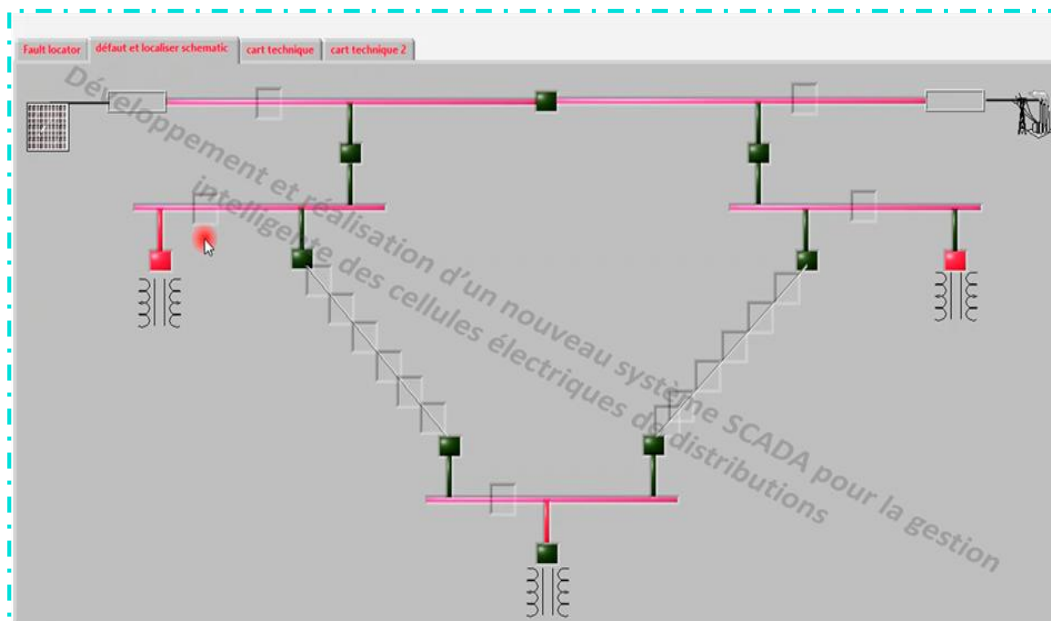 Fault locator
défaut et localiser schematic
cart technique
cart technique 2
Développement et réalisation d'un nouveau système SCADA pour la gestion
intelligente des cellules électriques de distributions